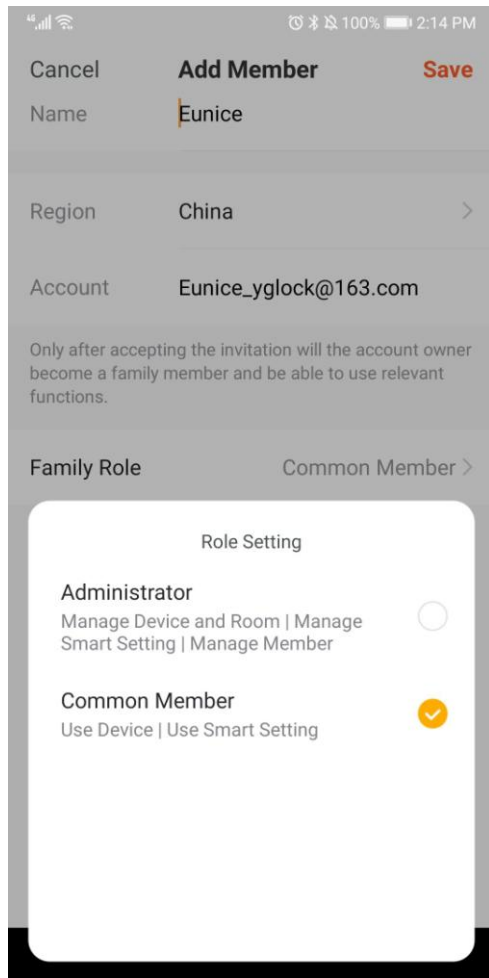 4G 100% 2:14 PM
Cancel Add Member Save
Name Eunice
Region China
Account Eunice_yglock@163.com
Only after accepting the invitation will the account owner
become a family member and be able to use relevant
functions.
Family Role Common Member
Role Setting
Administrator
Manage Device and Room | Manage
Smart Setting | Manage Member
Common Member
Use Device | Use Smart Setting